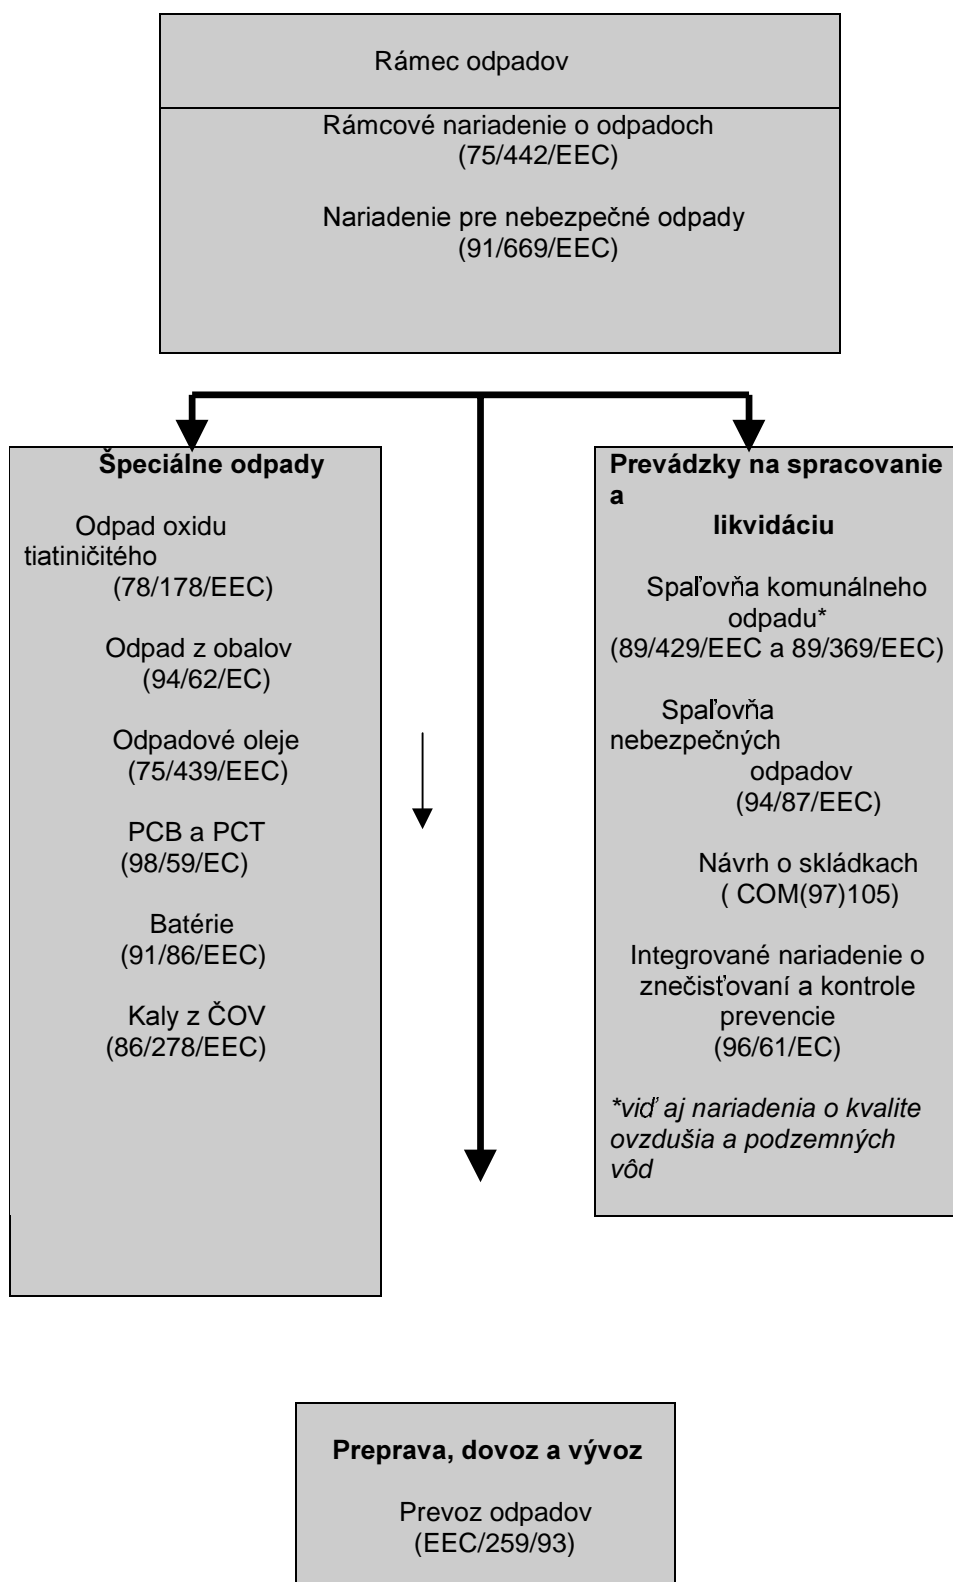 Rámec odpadov
Rámcové nariadenie o odpadoch
(75/442/EEC)
Nariadenie pre nebezpečné odpady
(91/669/EEC)
Špeciálne odpady
Odpad oxidu
tiatiničitého
(78/178/EEC)
Odpad z obalov
(94/62/EC)
Odpadové oleje
(75/439/EEC)
PCB a PCT
(98/59/EC)
Batérie
(91/86/EEC)
Kaly z ČOV
(86/278/EEC)
Prevádzky na spracovanie
a
likvidáciu
Spaľovňa komunálneho
odpadu*
(89/429/EEC a 89/369/EEC)
Spaľovňa
nebezpečných
odpadov
(94/87/EEC)
Návrh o skládkach
( COM(97)105)
Integrované nariadenie o
znečisťovaní a kontrole
prevencie
(96/61/EC)
*viď aj nariadenia o kvalite
ovzdušia a podzemných
vôd
Preprava, dovoz a vývoz
Prevoz odpadov
(EEC/259/93)